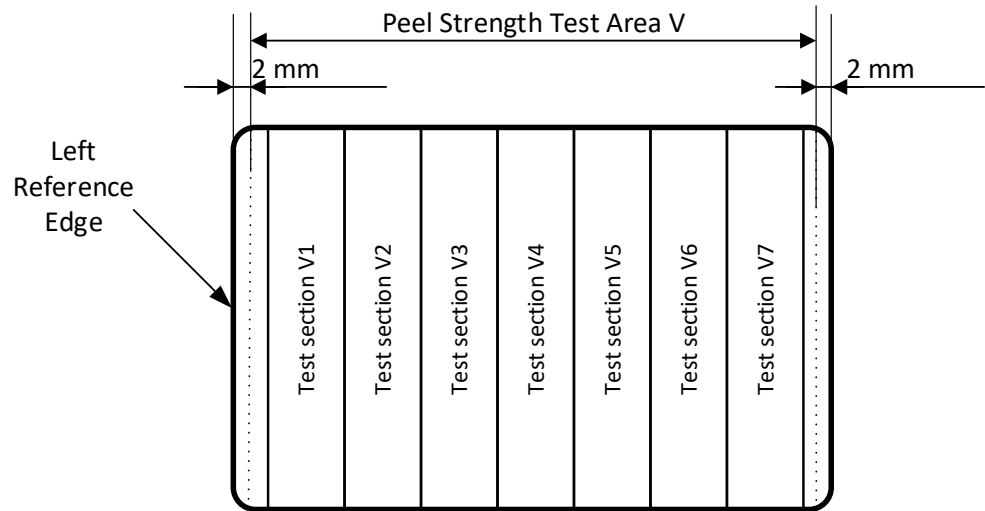 Peel Strength Test Area V
2 mm
2 mm
Left
Reference
Edge
Test section V1
Test section V2
Test section V3
Test section V4
Test section V5
Test section V6
Test section V7